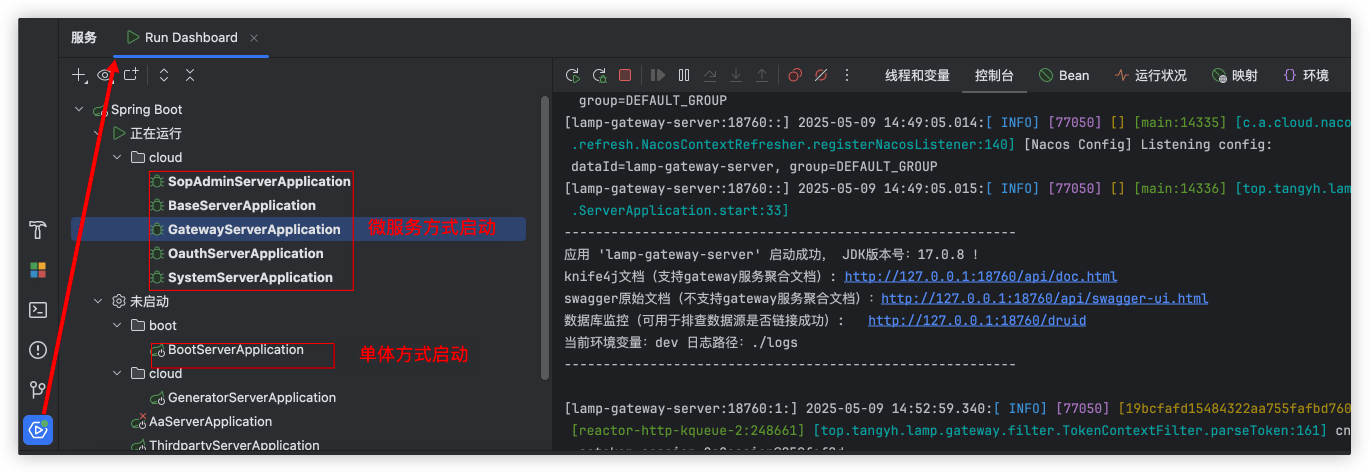 服务
Run Dashboard
线程和变量
控制台
Bean
运行状况
映射
环境
Spring Boot
正在运行
cloud
SopAdminServerApplication
BaseServerApplication
GatewayServerApplication
微服务方式启动
OauthServerApplication
SystemServerApplication
未启动
boot
BootServerApplication
单体方式启动
cloud
GeneratorServerApplication
AsServerApplication
ThirdpartyServerApplication
group=DEFAULT_GROUP
[lamp-gateway-server:18760::] 2025-05-09 14:49:05.014:[ INFO] [77050] [] [main:14335] [c.a.cloud.naco
.refresh.NacosContextRefresher.registerNacosListener:140] [Nacos Config] Listening config:
dataId=lamp-gateway-server, group=DEFAULT_GROUP
[lamp-gateway-server:18760::] 2025-05-09 14:49:05.015:[ INFO] [77050] [] [main:14336] [top.tangyh.lam
.ServerApplication.start:33]
----------------------------------------------------------
应用 'lamp-gateway-server' 启动成功, JDK版本号：17.0.8 !
knife4j文档（支持gateway服务聚合文档）: http://127.0.0.1:18760/api/doc.html
swagger原始文档（不支持gateway服务聚合文档）: http://127.0.0.1:18760/api/swagger-ui.html
数据库监控（可用于排查数据源是否链接成功）: http://127.0.0.1:18760/druid
当前环境变量：dev 日志路径：./logs
----------------------------------------------------------
[lamp-gateway-server:18760:1:] 2025-05-09 14:52:59.340:[ INFO] [77050] [19bcfafd15484322aa755fafbd760
[reactor-http-kqueue-2:248661] [top.tangyh.lamp.gateway.filter.TokenContextFilter.parseToken:161] cn